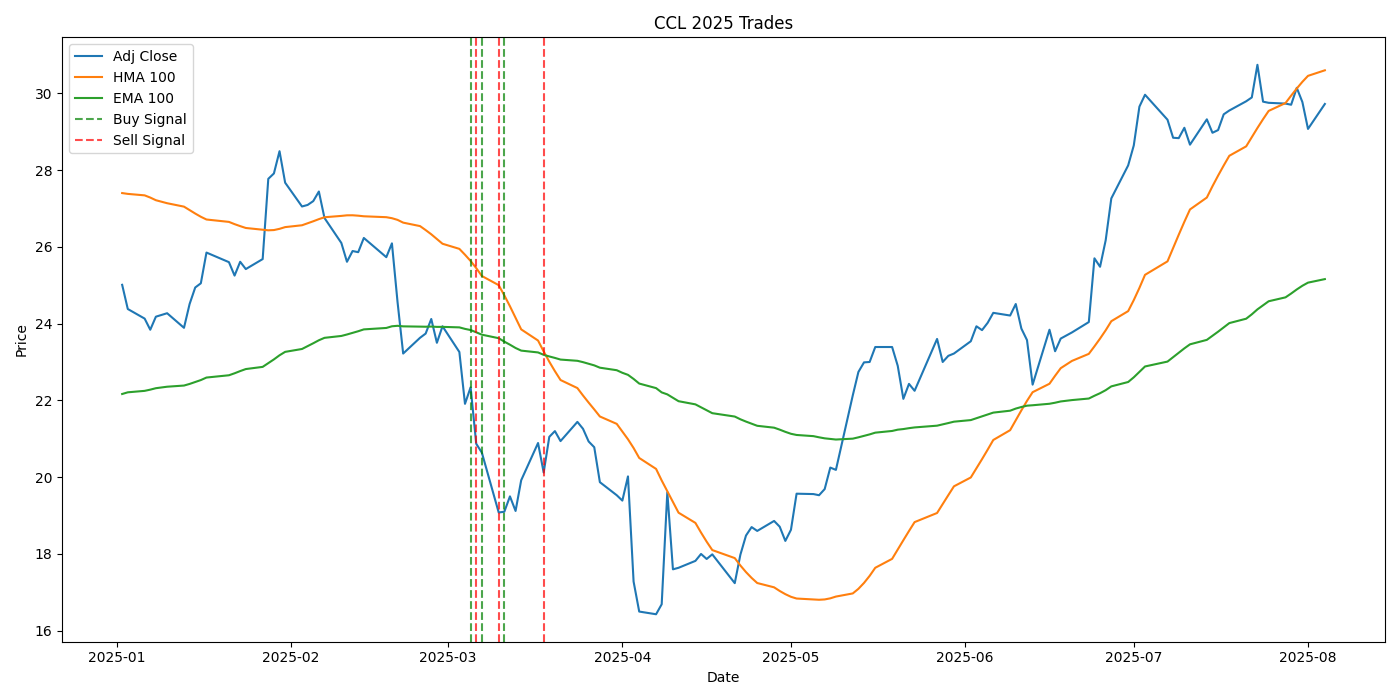 CCL 2025 Trades
Adj Close
HMA 100
EMA 100
Buy Signal
Sell Signal
Price
30
28
26
24
22
20
18
16
2025-01
2025-02
2025-03
2025-04
2025-05
2025-06
2025-07
2025-08
Date